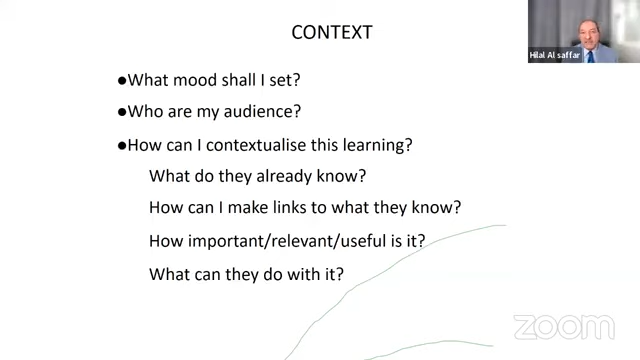 CONTEXT
Hilal Al saffar
●What mood shall I set?
●Who are my audience?
●How can I contextualise this learning?
What do they already know?
How can I make links to what they know?
How important/relevant/useful is it?
What can they do with it?
zoom